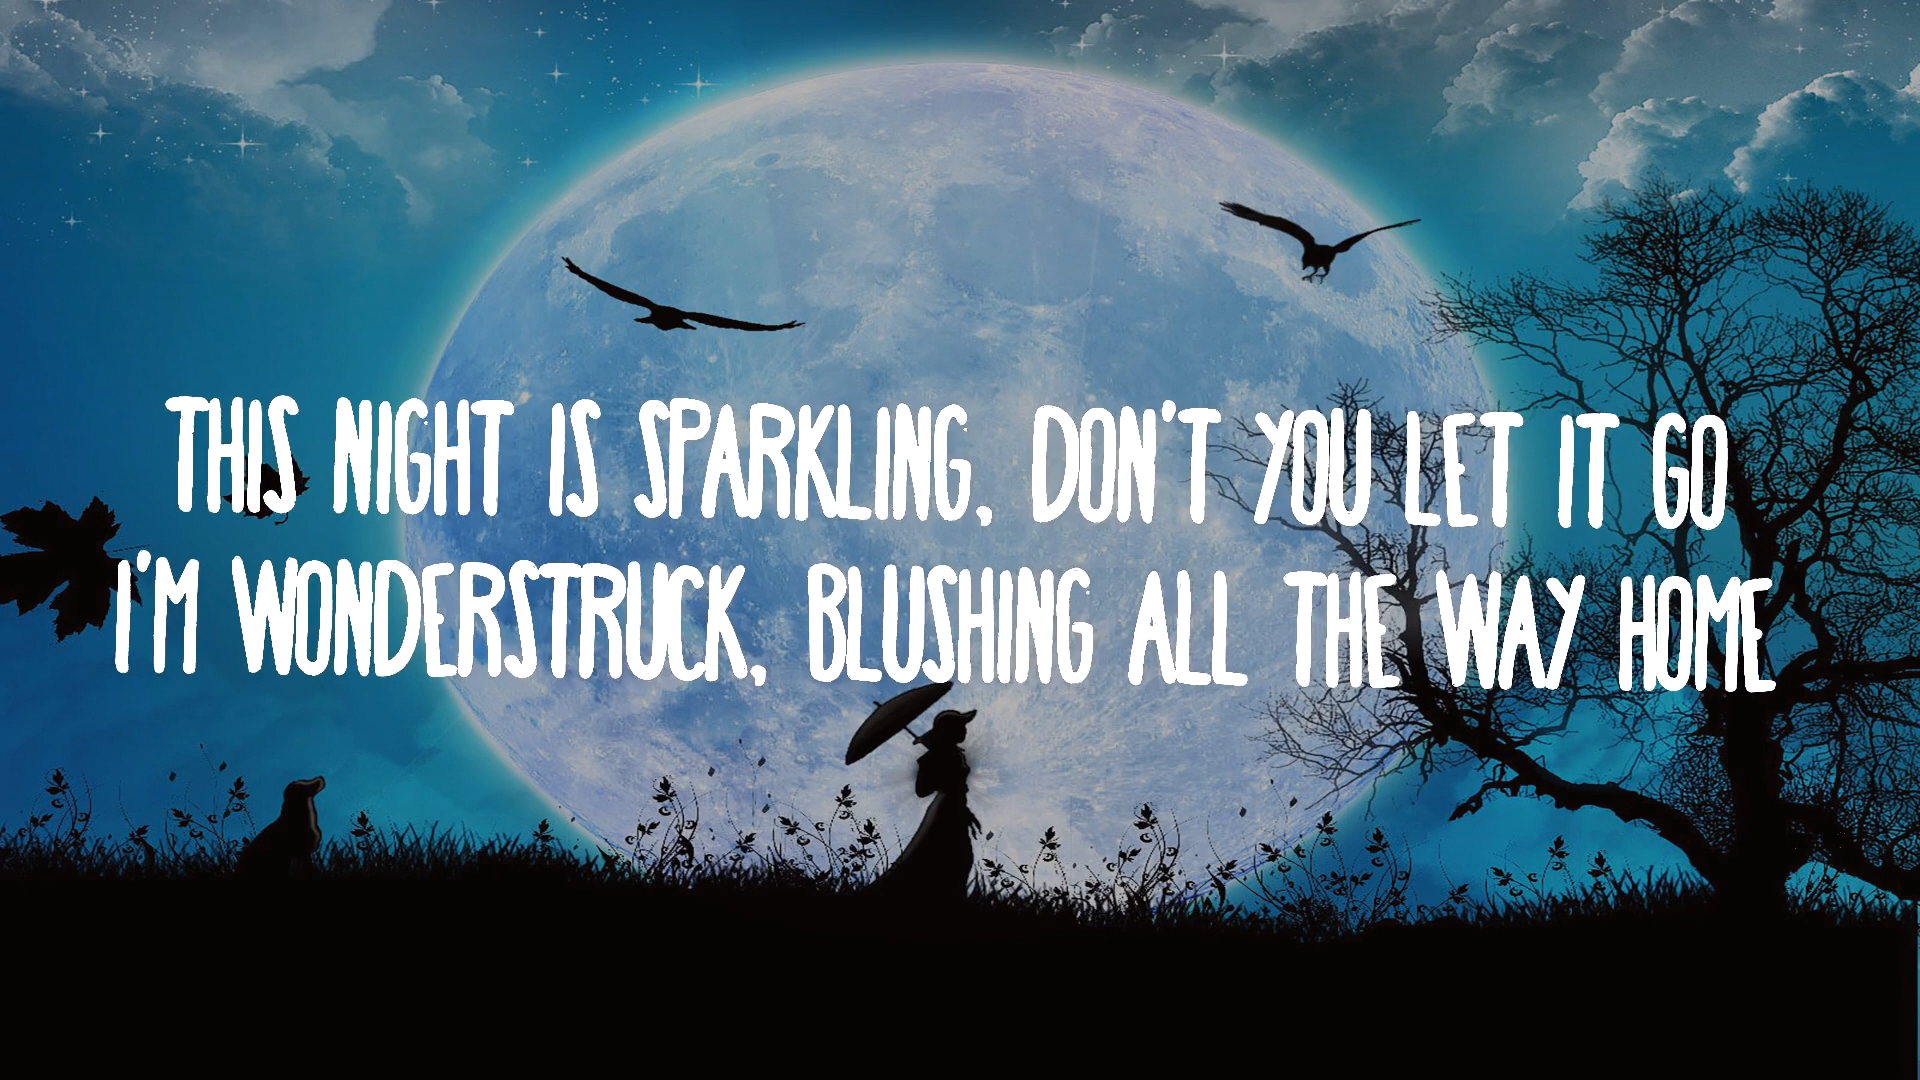 THIS NIGHT IS SPARKLING, DON'T YOU LET IT GO
I'M WONDERSTRUCK, BLUSHING ALL THE WAY HOME